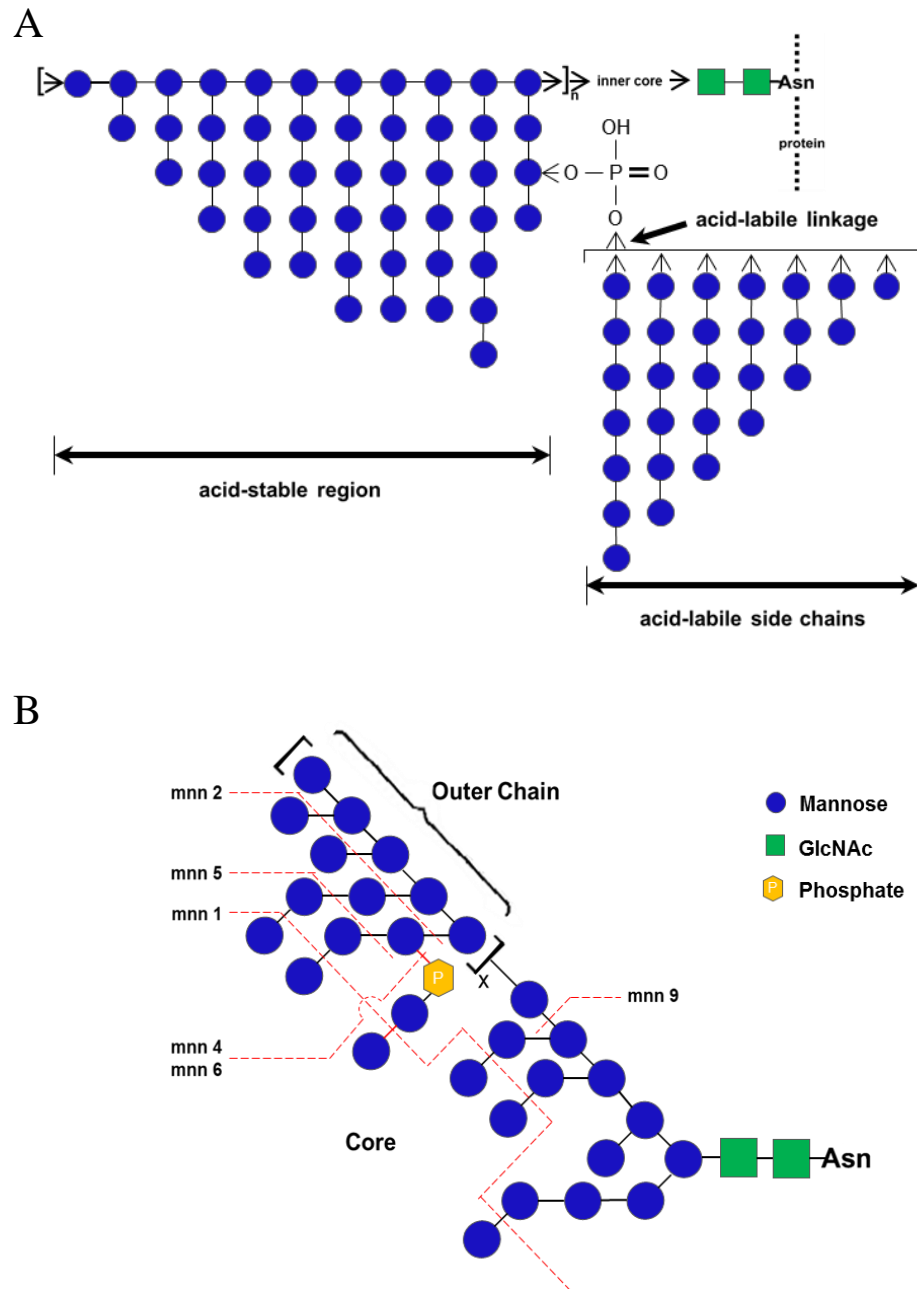 A
[ ]n inner core Asn
protein
OH
O P O
O
acid-labile linkage
acid-stable region
acid-labile side chains
B
mnn 2
Outer Chain
mnn 5
mnn 1
Mannose
GlcNAc
P Phosphate
P
x
mnn 9
mnn 4
mnn 6
Core
Asn